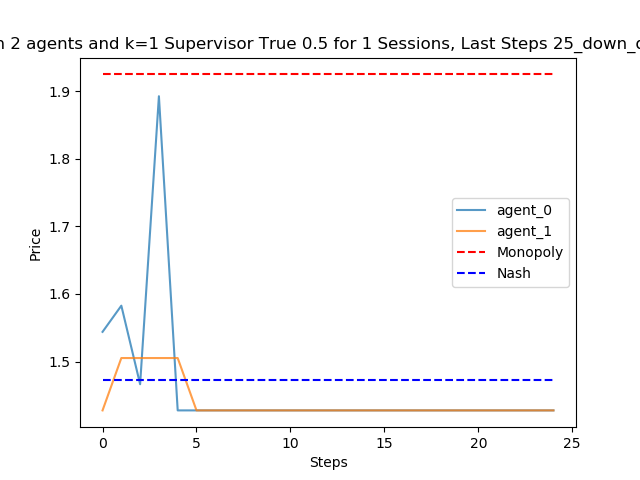 2 agents and k=1 Supervisor True 0.5 for 1 Sessions, Last Steps 25_down_
1.9
1.8
1.7
1.6
1.5
Price
agent_0
agent_1
Monopoly
Nash
0 5 10 15 20 25
Steps